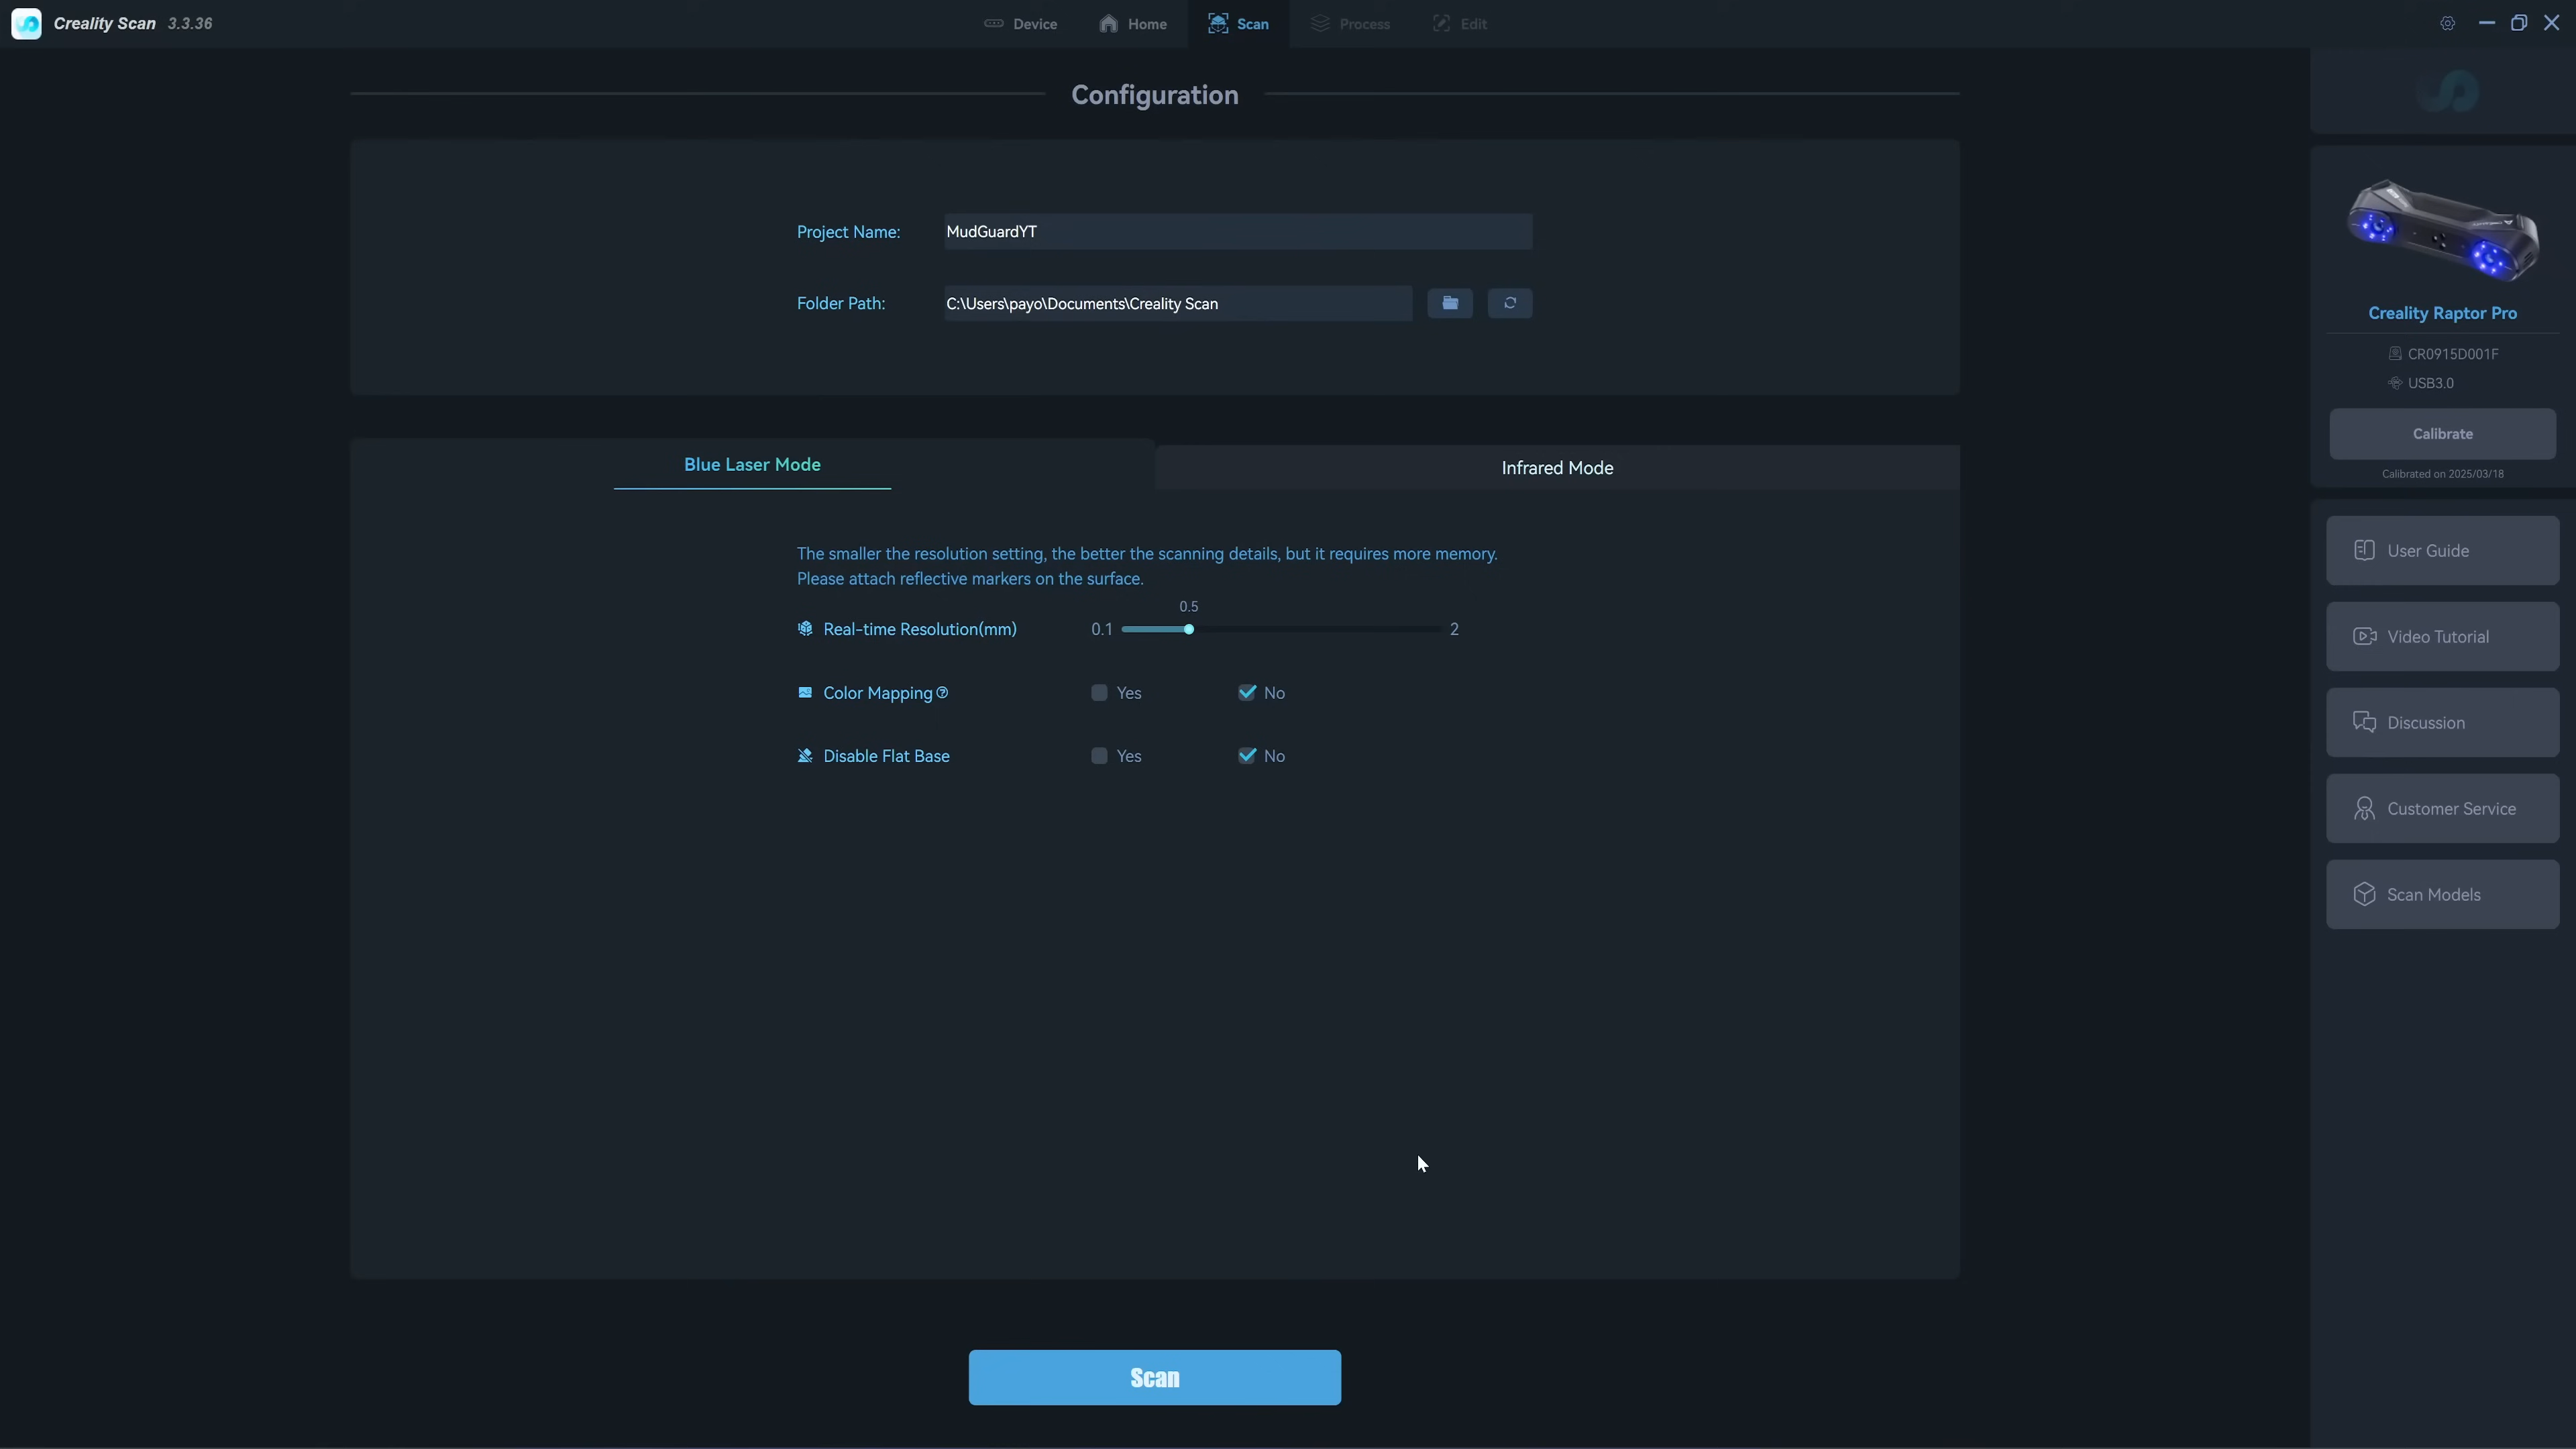 Creality Scan 3.3.36
Device
Home
Scan
Process
Edit
Configuration
Project Name:
MudGuardYT
Folder Path:
C:\Users\payo\Documents\Creality Scan
Blue Laser Mode
Infrared Mode
The smaller the resolution setting, the better the scanning details, but it requires more memory.
Please attach reflective markers on the surface.
0.5
Real-time Resolution(mm)
0.1
2
Color Mapping
Yes
No
Disable Flat Base
Yes
No
Scan
Creality Raptor Pro
CR0915D001F
USB3.0
Calibrate
Calibrated on 2025/03/18
User Guide
Video Tutorial
Discussion
Customer Service
Scan Models